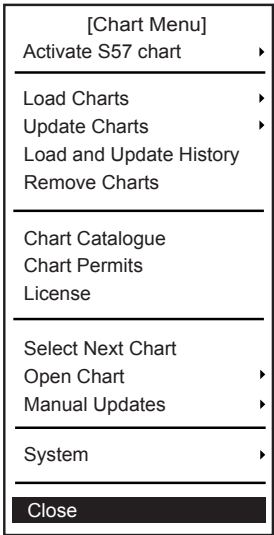 [Chart Menu]
Activate S57 chart
Load Charts
Update Charts
Load and Update History
Remove Charts
Chart Catalogue
Chart Permits
License
Select Next Chart
Open Chart
Manual Updates
System
Close